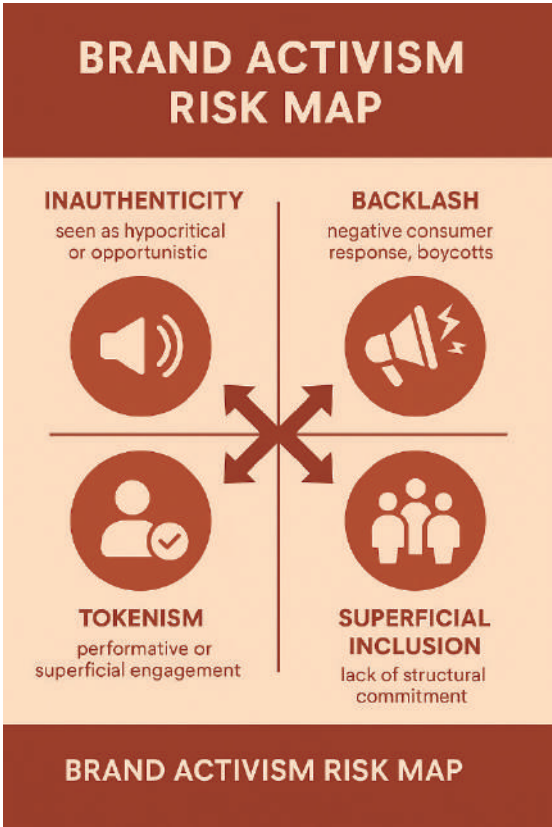 BRAND ACTIVISM
RISK MAP
INAUTHENTICITY
seen as hypocritical
or opportunistic
BACKLASH
negative consumer
response, boycotts
TOKENISM
performative or
superficial engagement
SUPERFICIAL
INCLUSION
lack of structural
commitment
BRAND ACTIVISM RISK MAP